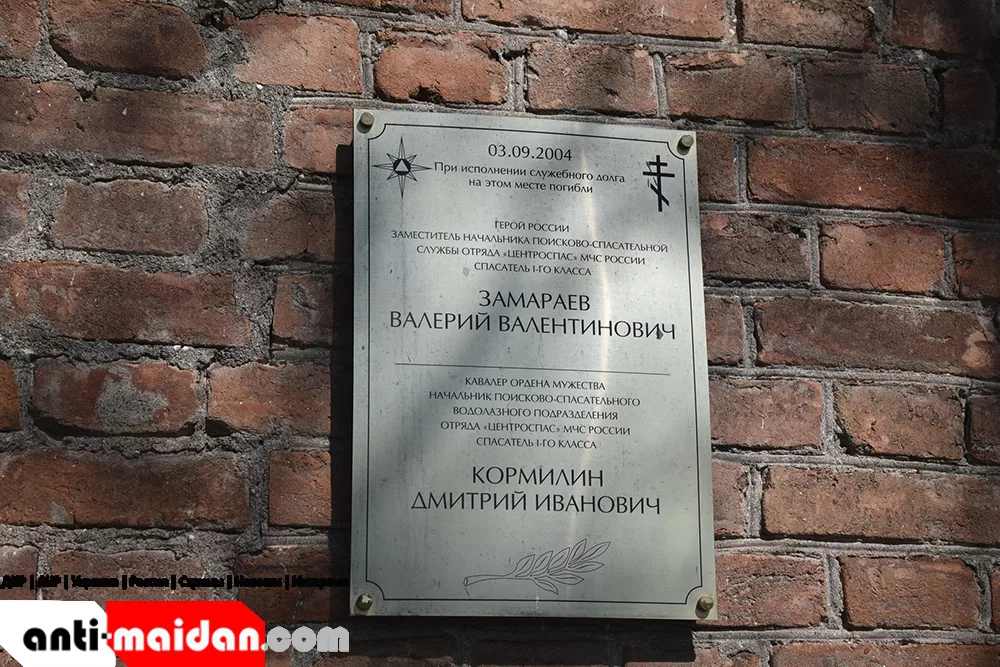 03.09.2004
При исполнении служебного долга
на этом месте погибли
ГЕРОЙ РОССИИ
ЗАМЕСТИТЕЛЬ НАЧАЛЬНИКА ПОИСКОВО-СПАСАТЕЛЬНОЙ
СЛУЖБЫ ОТРЯДА «ЦЕНТРОСПАС» МЧС РОССИИ
СПАСАТЕЛЬ I-ГО КЛАССА
ЗАМАРАЕВ
ВАЛЕРИЙ ВАЛЕНТИНОВИЧ
КАВАЛЕР ОРДЕНА МУЖЕСТВА
НАЧАЛЬНИК ПОИСКОВО-СПАСАТЕЛЬНОГО
ВОДОЛАЗНОГО ПОДРАЗДЕЛЕНИЯ
ОТРЯДА «ЦЕНТРОСПАС» МЧС РОССИИ
СПАСАТЕЛЬ I-ГО КЛАССА
КОРМИЛИН
ДМИТРИЙ ИВАНОВИЧ
anti-maidan.com